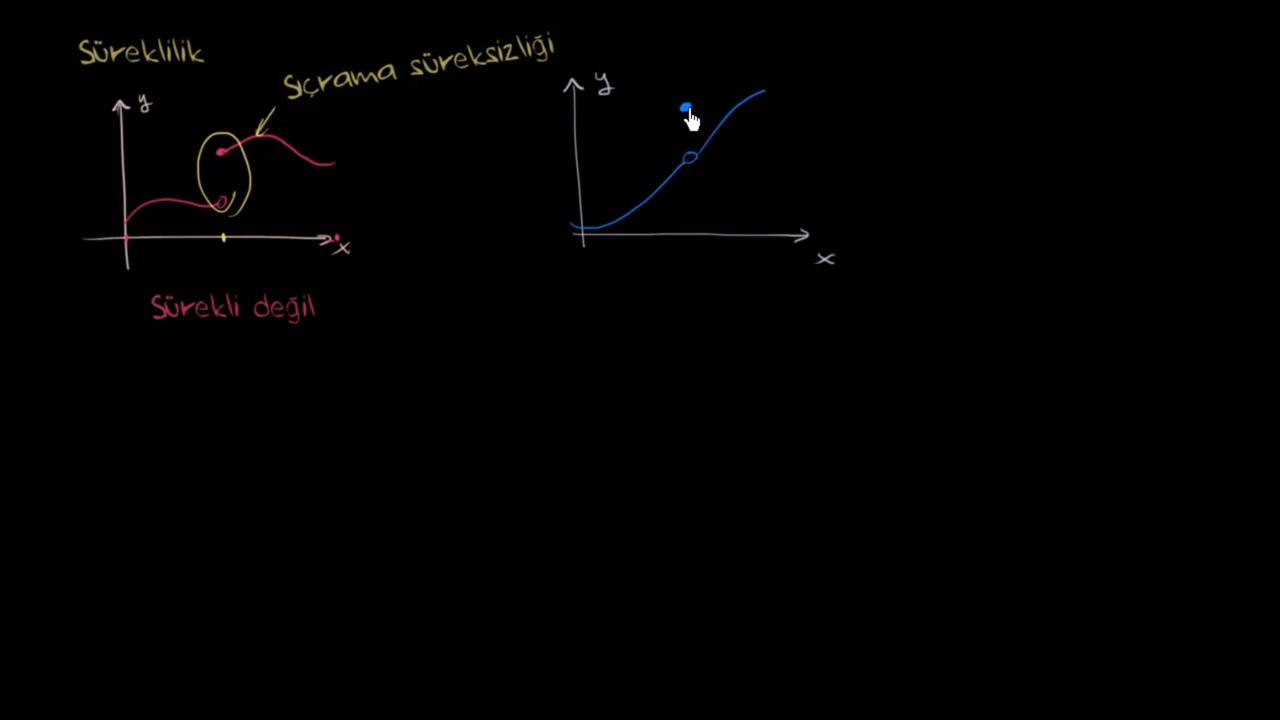 Süreklilik
Sıçrama süreksizliği
y
x
Sürekli değil
y
x